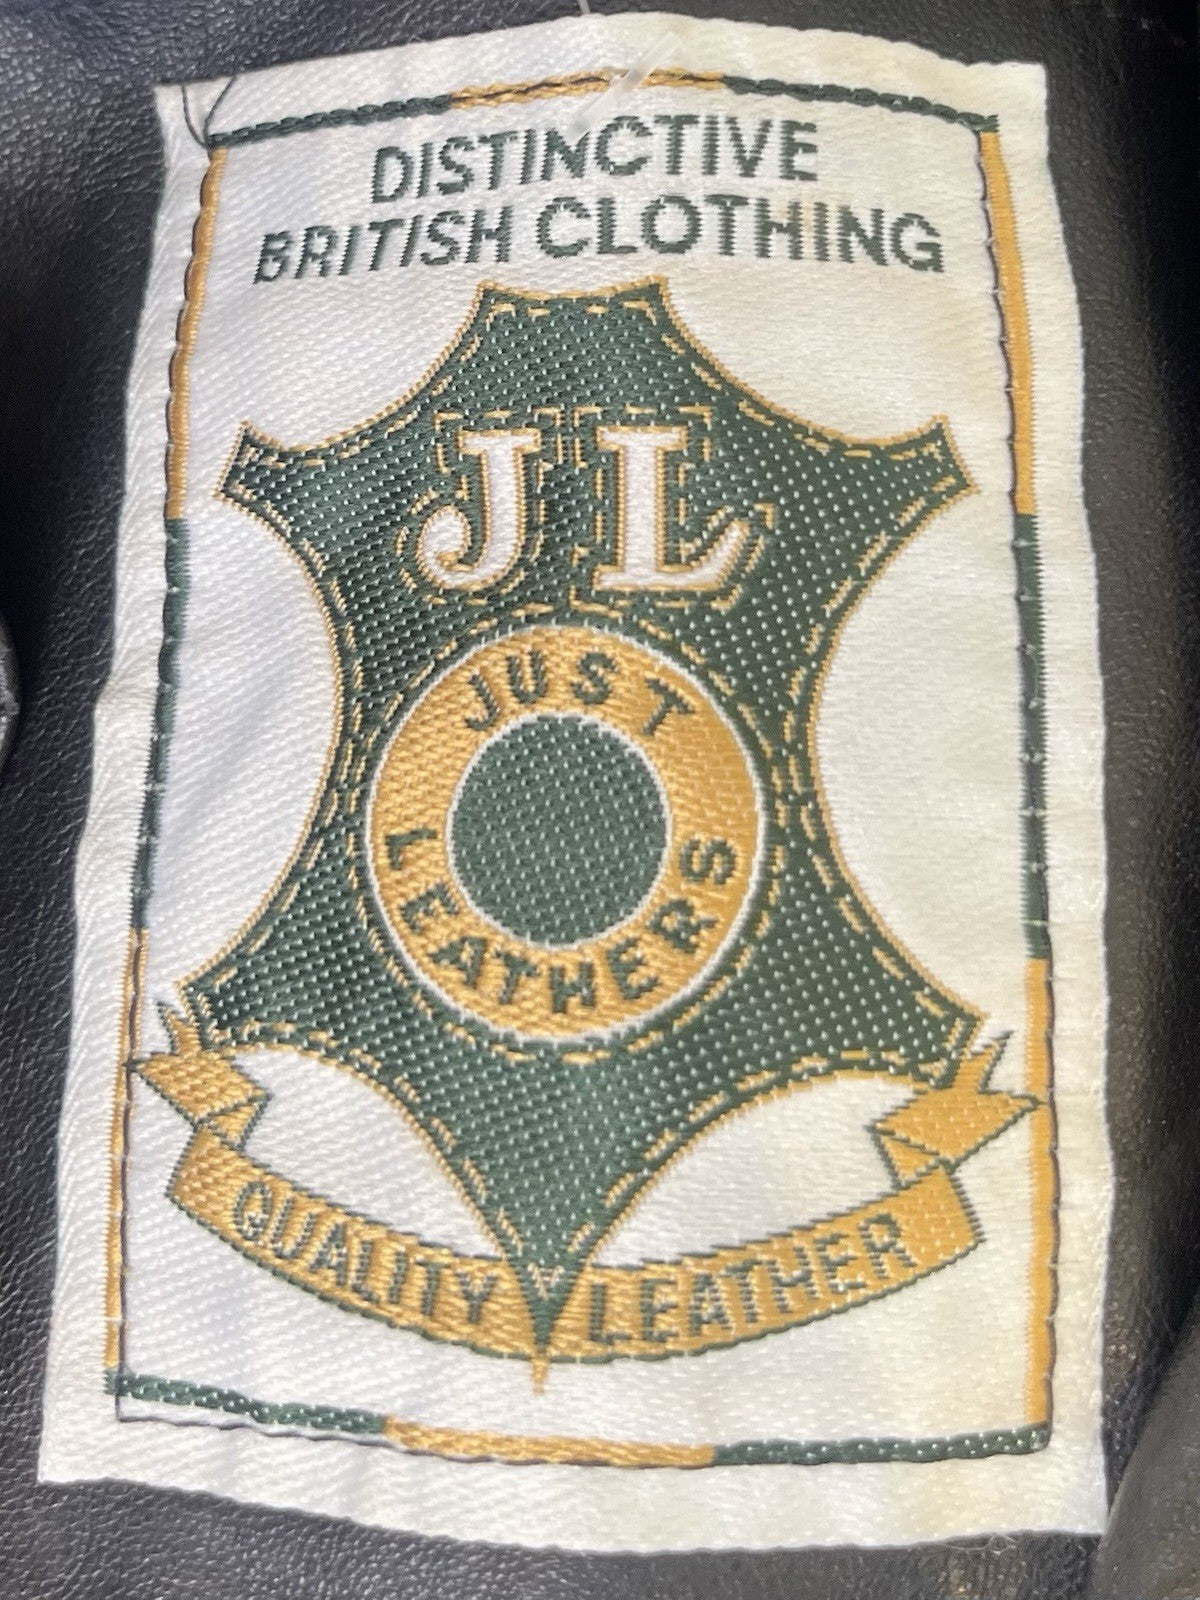 DISTINCTIVE
BRITISH CLOTHING
JL
JUST
LEATHERS
QUALITY LEATHER